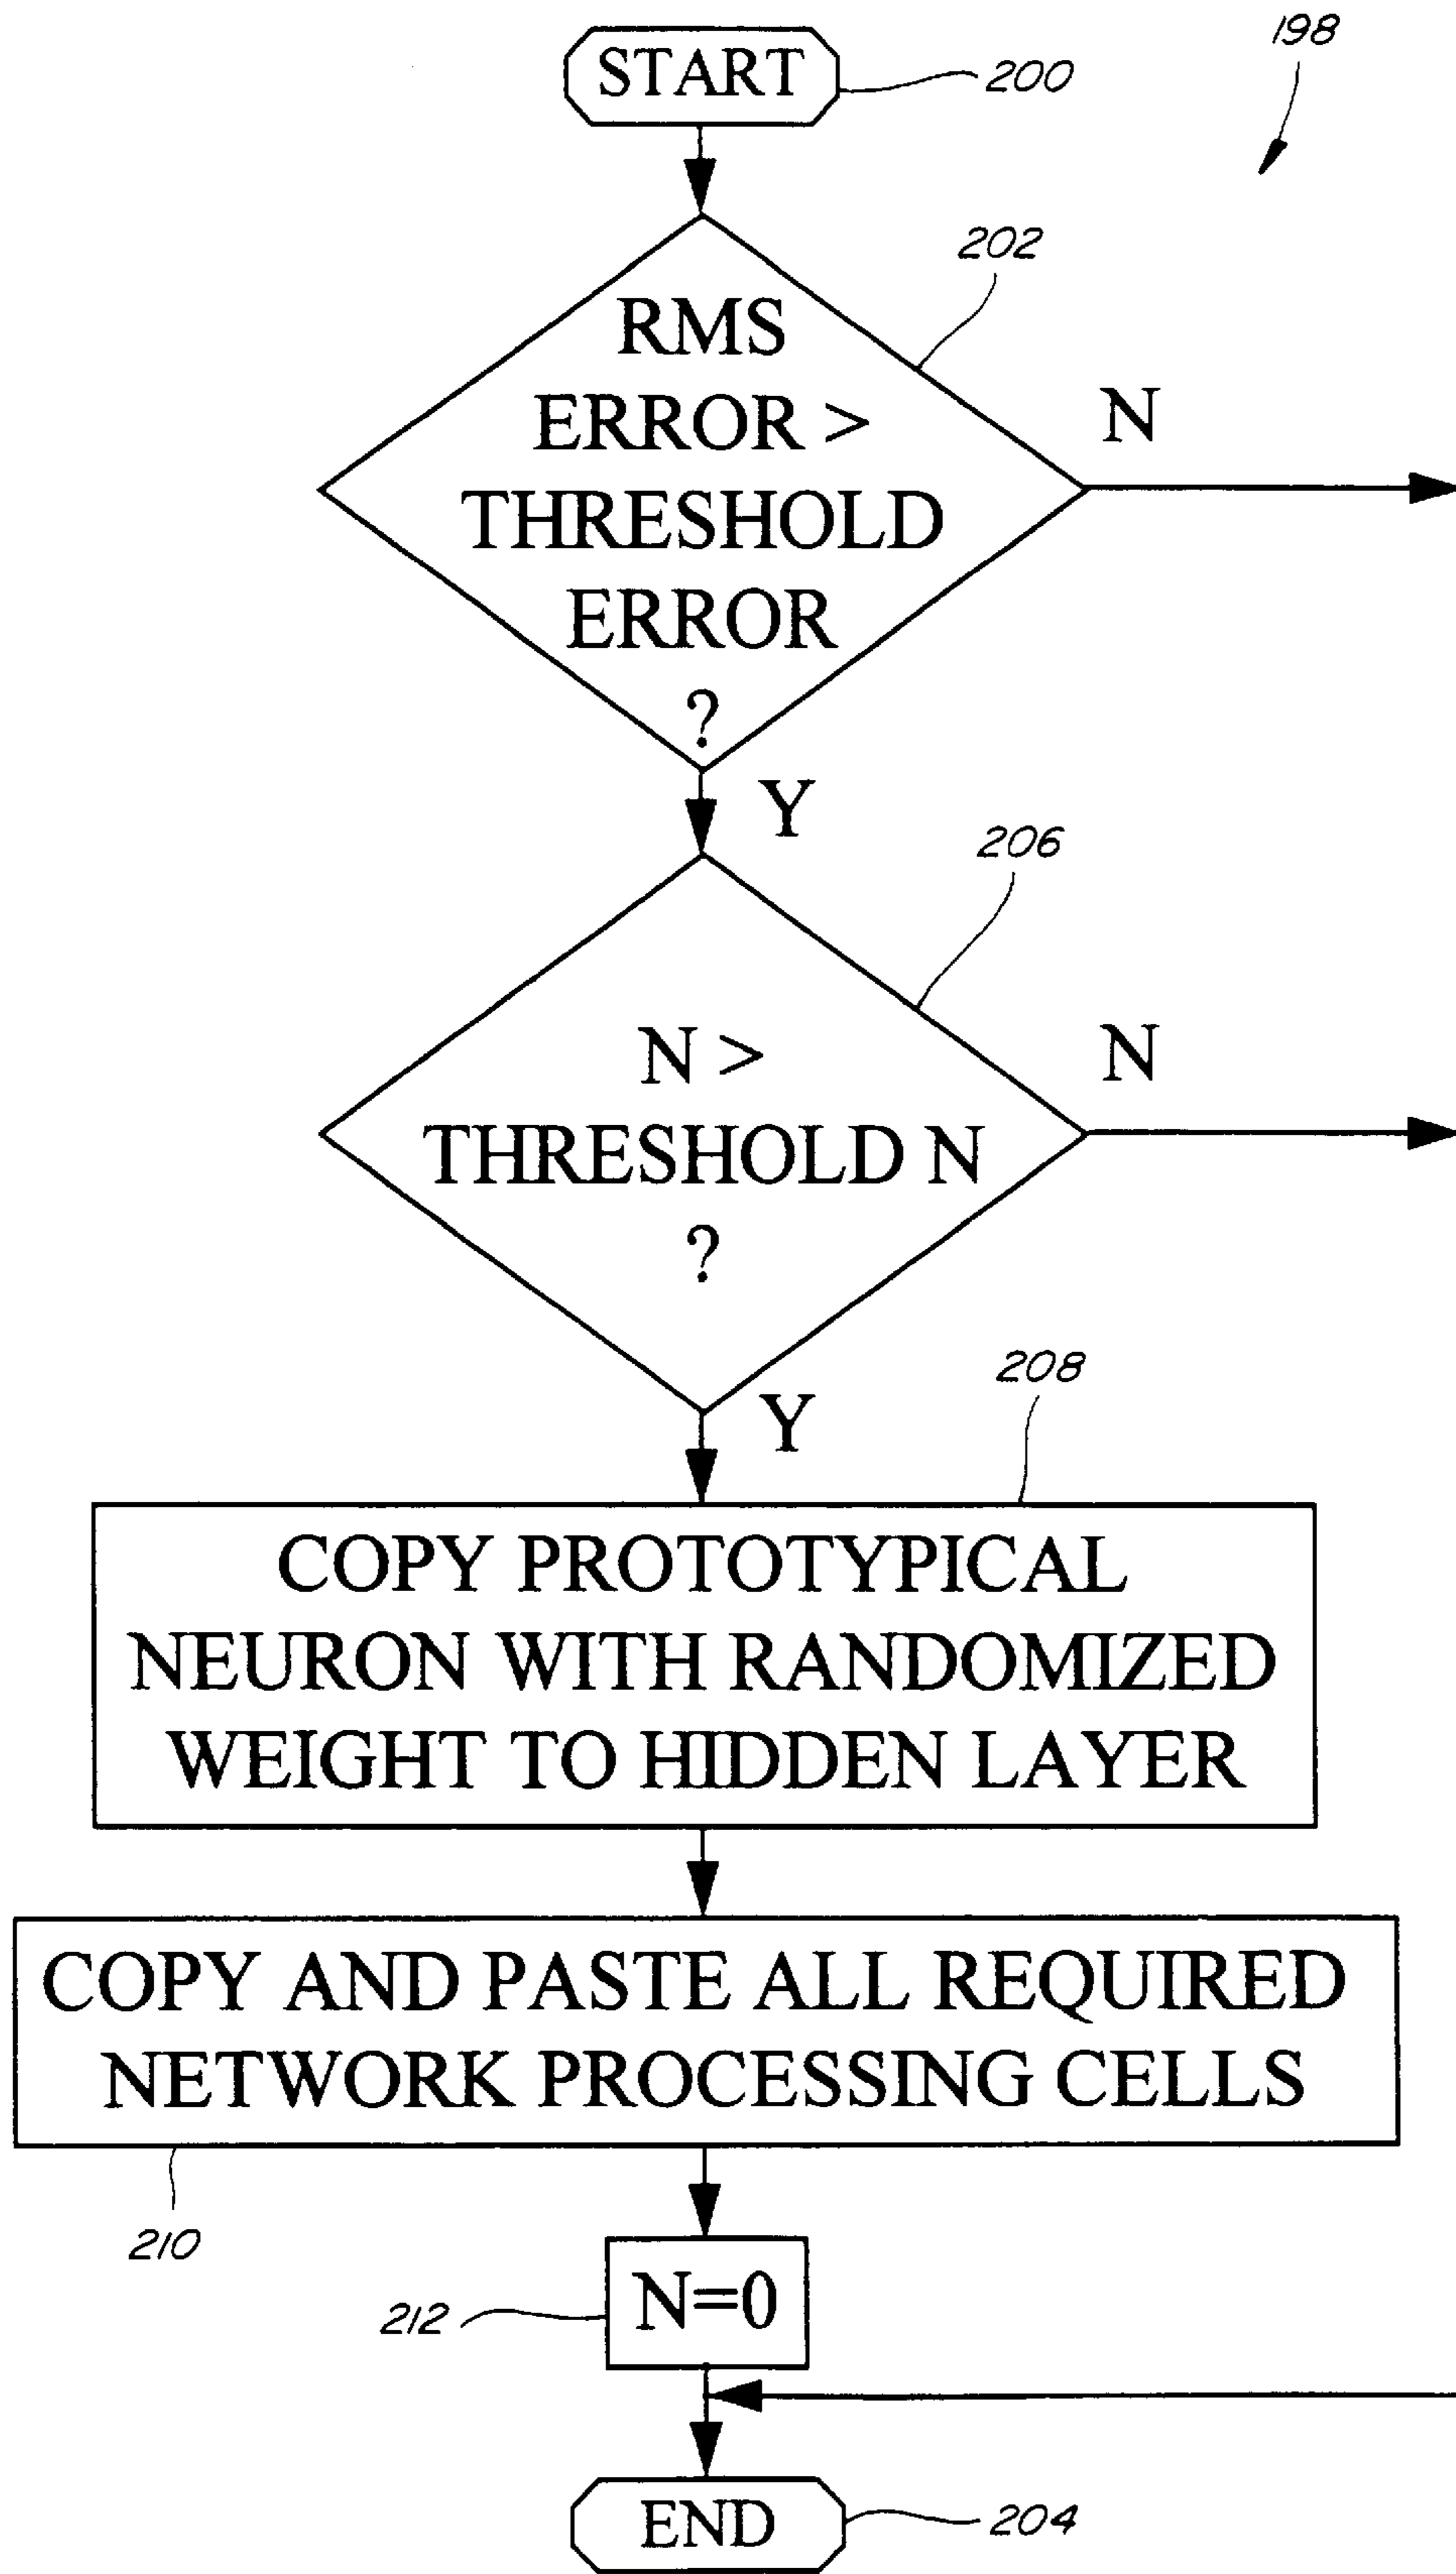 198
START
200
202
RMS
ERROR >
THRESHOLD
ERROR
?
N
Y
206
N >
THRESHOLD N
?
N
Y
208
COPY PROTOTYPICAL
NEURON WITH RANDOMIZED
WEIGHT TO HIDDEN LAYER
COPY AND PASTE ALL REQUIRED
NETWORK PROCESSING CELLS
210
212
N=0
END
204